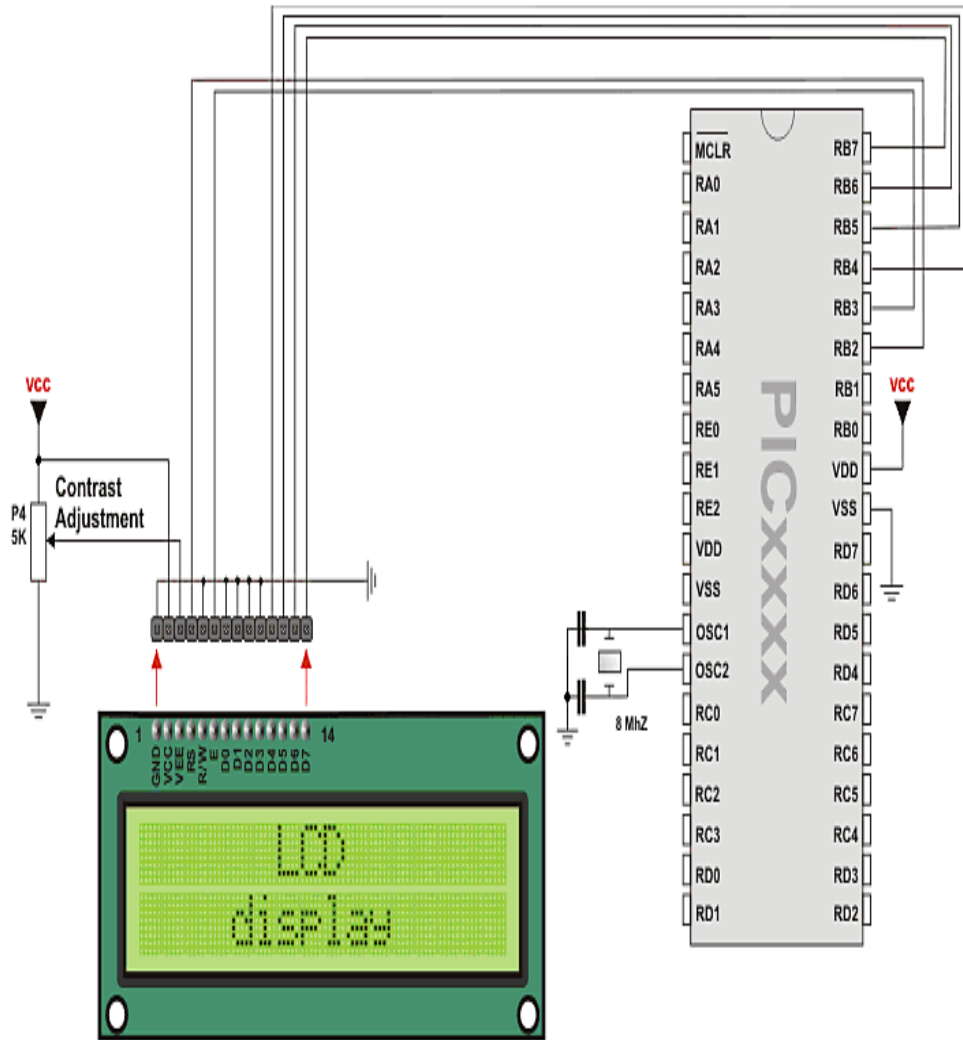 MCLR
RA0
RA1
RA2
RA3
RA4
RA5
RE0
RE1
RE2
VDD
VSS
OSC1
OSC2
RC0
RC1
RC2
RC3
RD0
RD1
PICxxxx
RB7
RB6
RB5
RB4
RB3
RB2
RB1
RB0
VDD
VSS
RD7
RD6
RD5
RD4
RC7
RC6
RC5
RC4
RD3
RD2
VCC
VCC
P4
5K
Contrast
Adjustment
8 MhZ
1
14
GND
VCC
VEE
RS
R/W
E
D0
D1
D2
D3
D4
D5
D6
D7
LCD
display